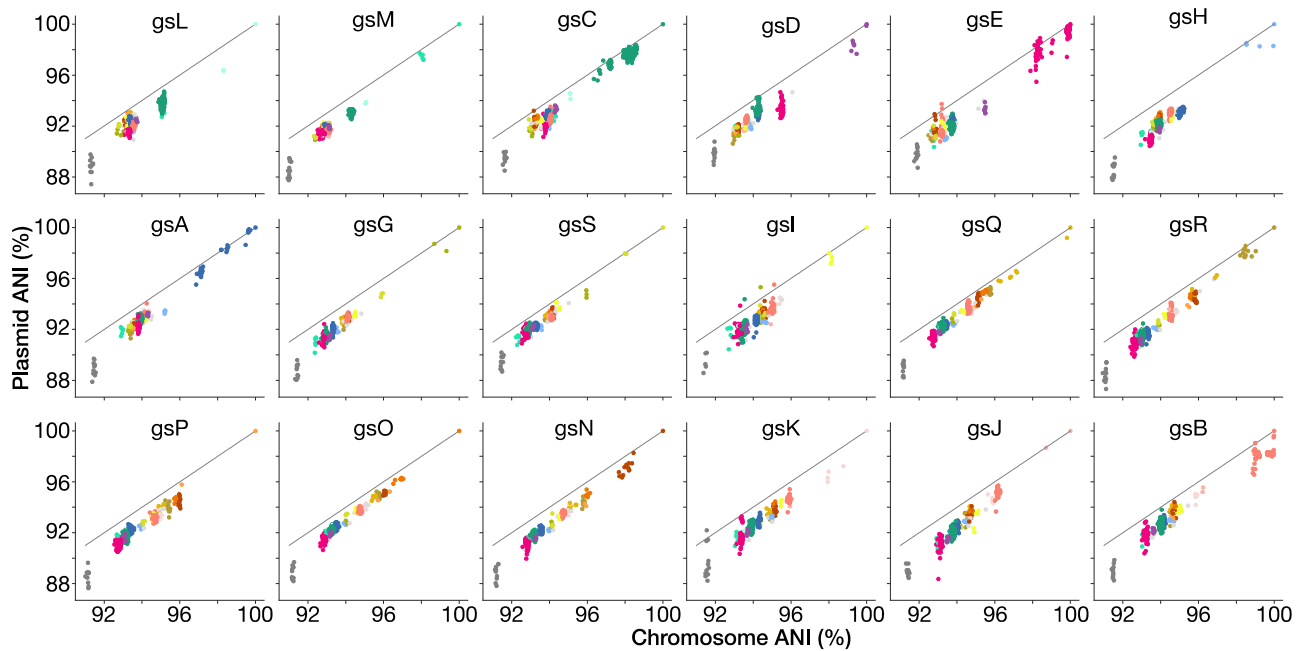 gsL gsM gsC gsD gsE gsH
100
96
92
88
gsA gsG gsS gsI gsQ gsR
100
96
92
88
Plasmid ANI (%)
gsP gsO gsN gsK gsJ gsB
100
96
92
88
92 96 100 92 96 100 92 96 100 92 96 100 92 96 100 92 96 100
Chromosome ANI (%)